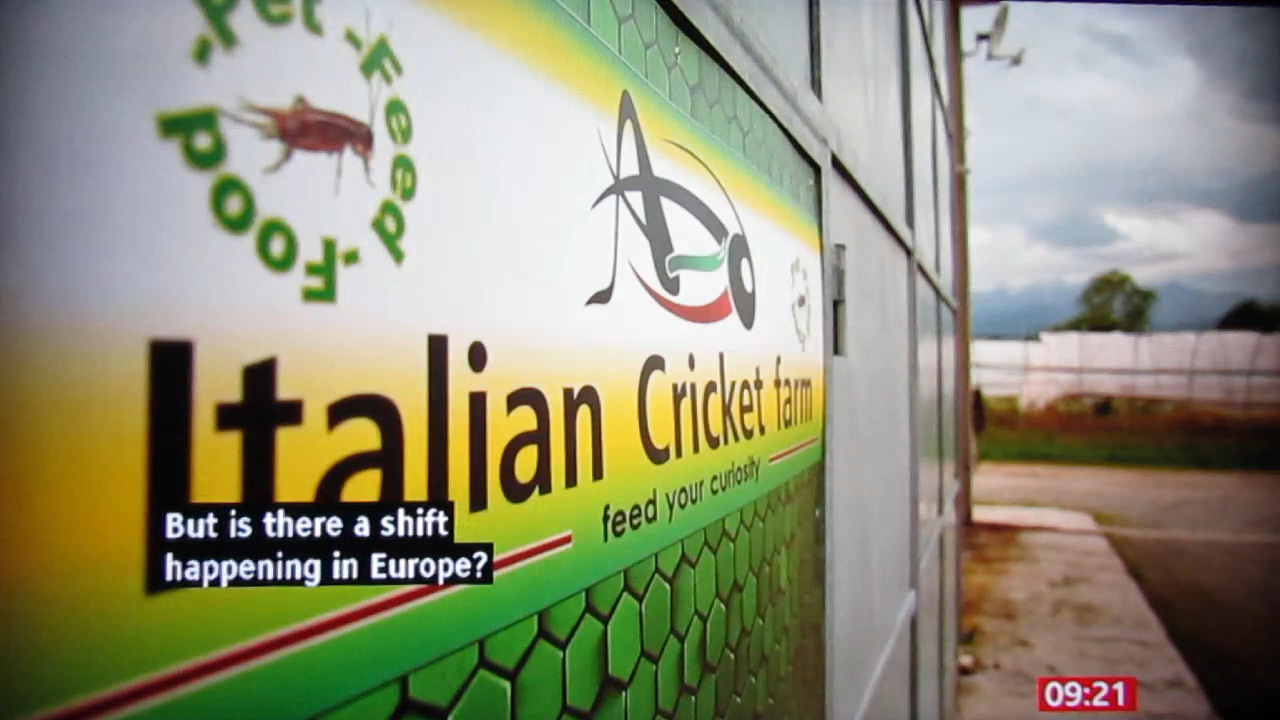 -Pet -Feed -Food
Italian Cricket farm
feed your curiosity
But is there a shift
happening in Europe?
09:21